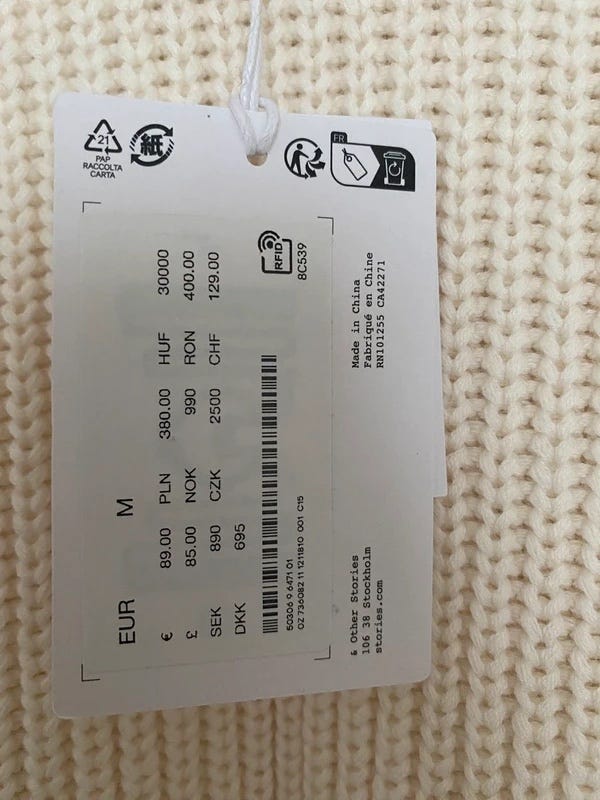 21
PAP
RACCOLTA
CARTA
紙
FR
EUR M
€ 89.00 PLN 380.00 HUF 30000
£ 85.00 NOK 990 RON 400.00
SEK 890 CZK 2500 CHF 129.00
DKK 695
RFID
8C539
50306 9 6471 01
OZ 736082 11 1211810 001 C15
Made in China
Fabriqué en Chine
RN101255 CA42271
& Other Stories
106 38 Stockholm
stories.com